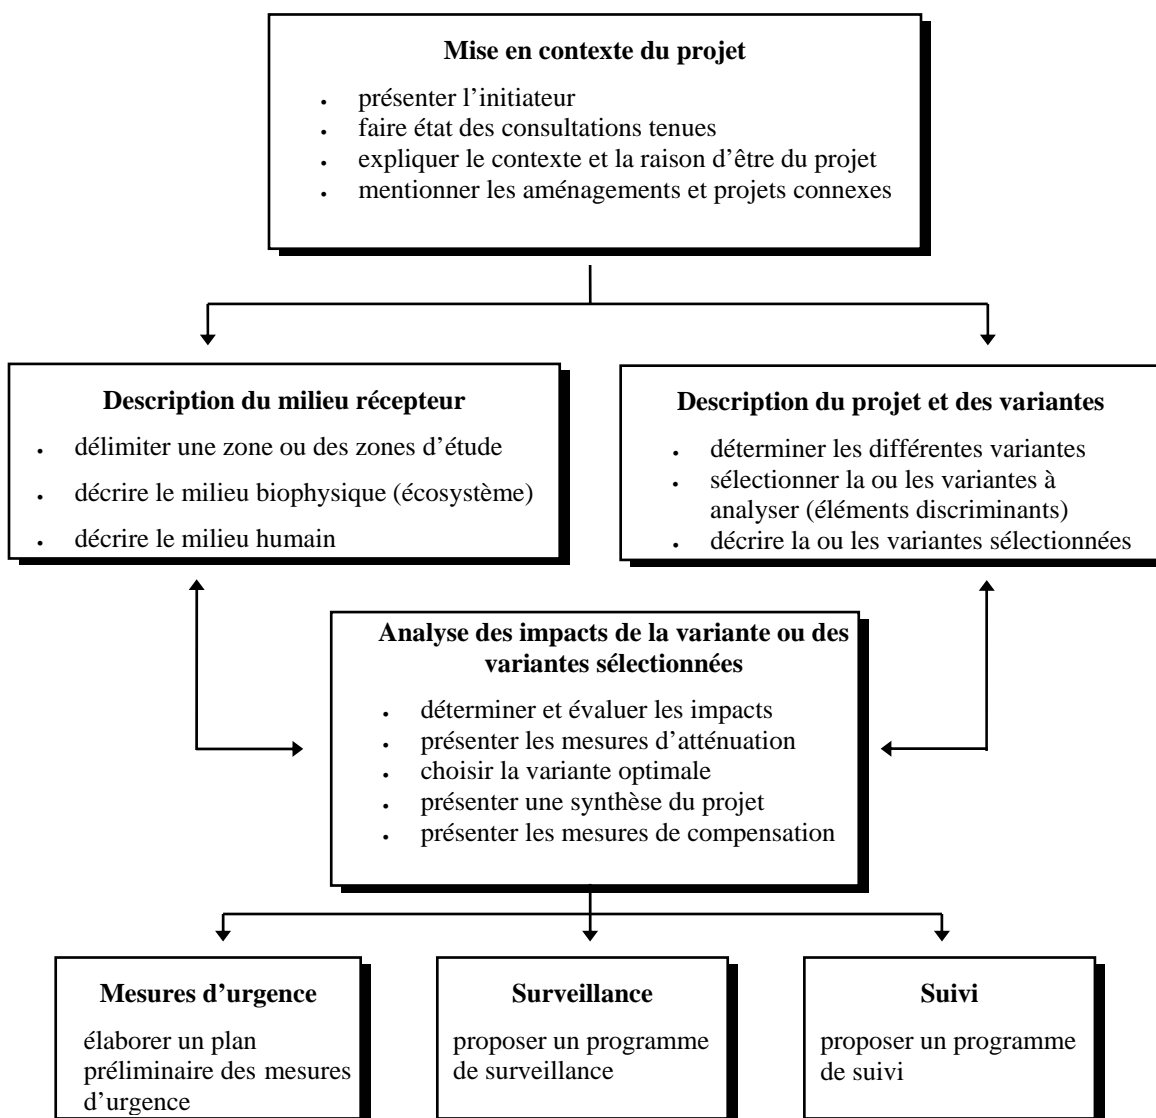 Mise en contexte du projet
• présenter l’initiateur
• faire état des consultations tenues
• expliquer le contexte et la raison d’être du projet
• mentionner les aménagements et projets connexes
Description du milieu récepteur
• délimiter une zone ou des zones d’étude
• décrire le milieu biophysique (écosystème)
• décrire le milieu humain
Description du projet et des variantes
• déterminer les différentes variantes
• sélectionner la ou les variantes à
analyser (éléments discriminants)
• décrire la ou les variantes sélectionnées
Analyse des impacts de la variante ou des
variantes sélectionnées
• déterminer et évaluer les impacts
• présenter les mesures d’atténuation
• choisir la variante optimale
• présenter une synthèse du projet
• présenter les mesures de compensation
Mesures d’urgence
élaborer un plan
préliminaire des mesures
d’urgence
Surveillance
proposer un programme
de surveillance
Suivi
proposer un programme
de suivi